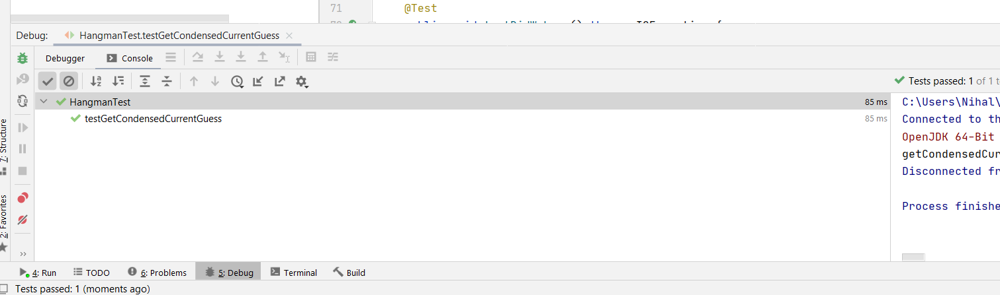 71
@Test
Debug:
HangmanTest.testGetCondensedCurrentGuess
Debugger
Console
Tests passed: 1 of 1 t
HangmanTest
85 ms
testGetCondensedCurrentGuess
85 ms
C:\Users\Nihal\
Connected to th
OpenJDK 64-Bit
getCondensedCur
Disconnected fr
Process finishe
7: Structure
2: Favorites
4: Run
TODO
6: Problems
5: Debug
Terminal
Build
Tests passed: 1 (moments ago)